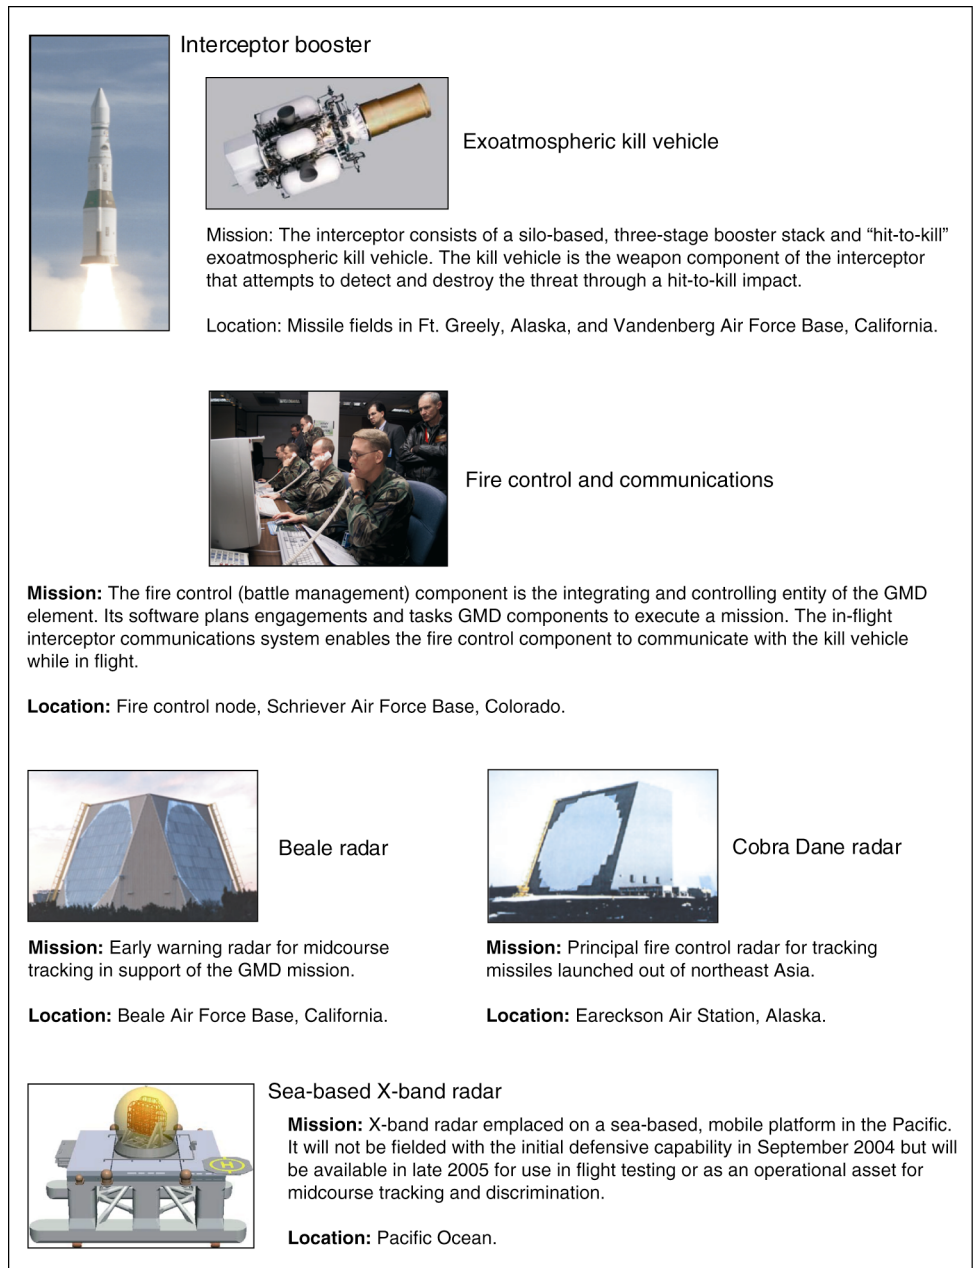 Interceptor booster
Exoatmospheric kill vehicle
Mission: The interceptor consists of a silo-based, three-stage booster stack and “hit-to-kill”
exoatmospheric kill vehicle. The kill vehicle is the weapon component of the interceptor
that attempts to detect and destroy the threat through a hit-to-kill impact.
Location: Missile fields in Ft. Greely, Alaska, and Vandenberg Air Force Base, California.
Fire control and communications
Mission: The fire control (battle management) component is the integrating and controlling entity of the GMD
element. Its software plans engagements and tasks GMD components to execute a mission. The in-flight
interceptor communications system enables the fire control component to communicate with the kill vehicle
while in flight.
Location: Fire control node, Schriever Air Force Base, Colorado.
Beale radar
Mission: Early warning radar for midcourse
tracking in support of the GMD mission.
Location: Beale Air Force Base, California.
Cobra Dane radar
Mission: Principal fire control radar for tracking
missiles launched out of northeast Asia.
Location: Eareckson Air Station, Alaska.
Sea-based X-band radar
Mission: X-band radar emplaced on a sea-based, mobile platform in the Pacific.
It will not be fielded with the initial defensive capability in September 2004 but will
be available in late 2005 for use in flight testing or as an operational asset for
midcourse tracking and discrimination.
Location: Pacific Ocean.
H